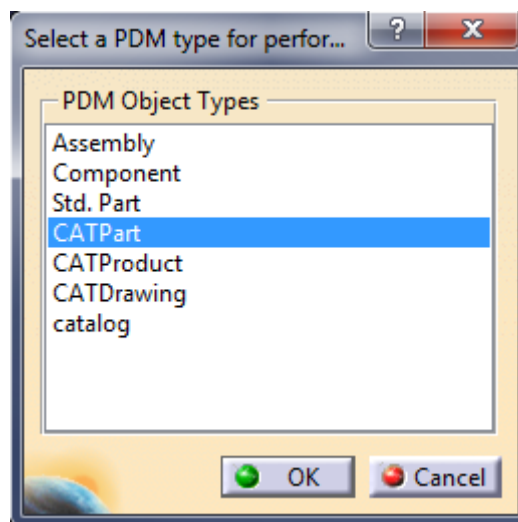 Select a PDM type for perfor...
?
X
PDM Object Types
Assembly
Component
Std. Part
CATPart
CATProduct
CATDrawing
catalog
OK
Cancel